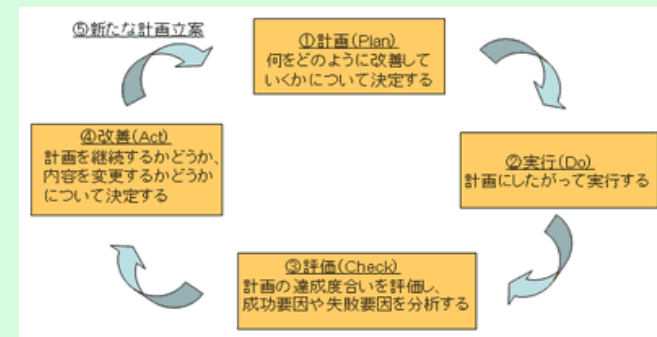 ⑤新たな計画立案
①計画(Plan)
何をどのように改善して
いくかについて決定する
②実行(Do)
計画にしたがって実行する
③評価(Check)
計画の達成度合いを評価し、
成功要因や失敗要因を分析する
④改善(Act)
計画を継続するかどうか、
内容を変更するかどうか
について決定する